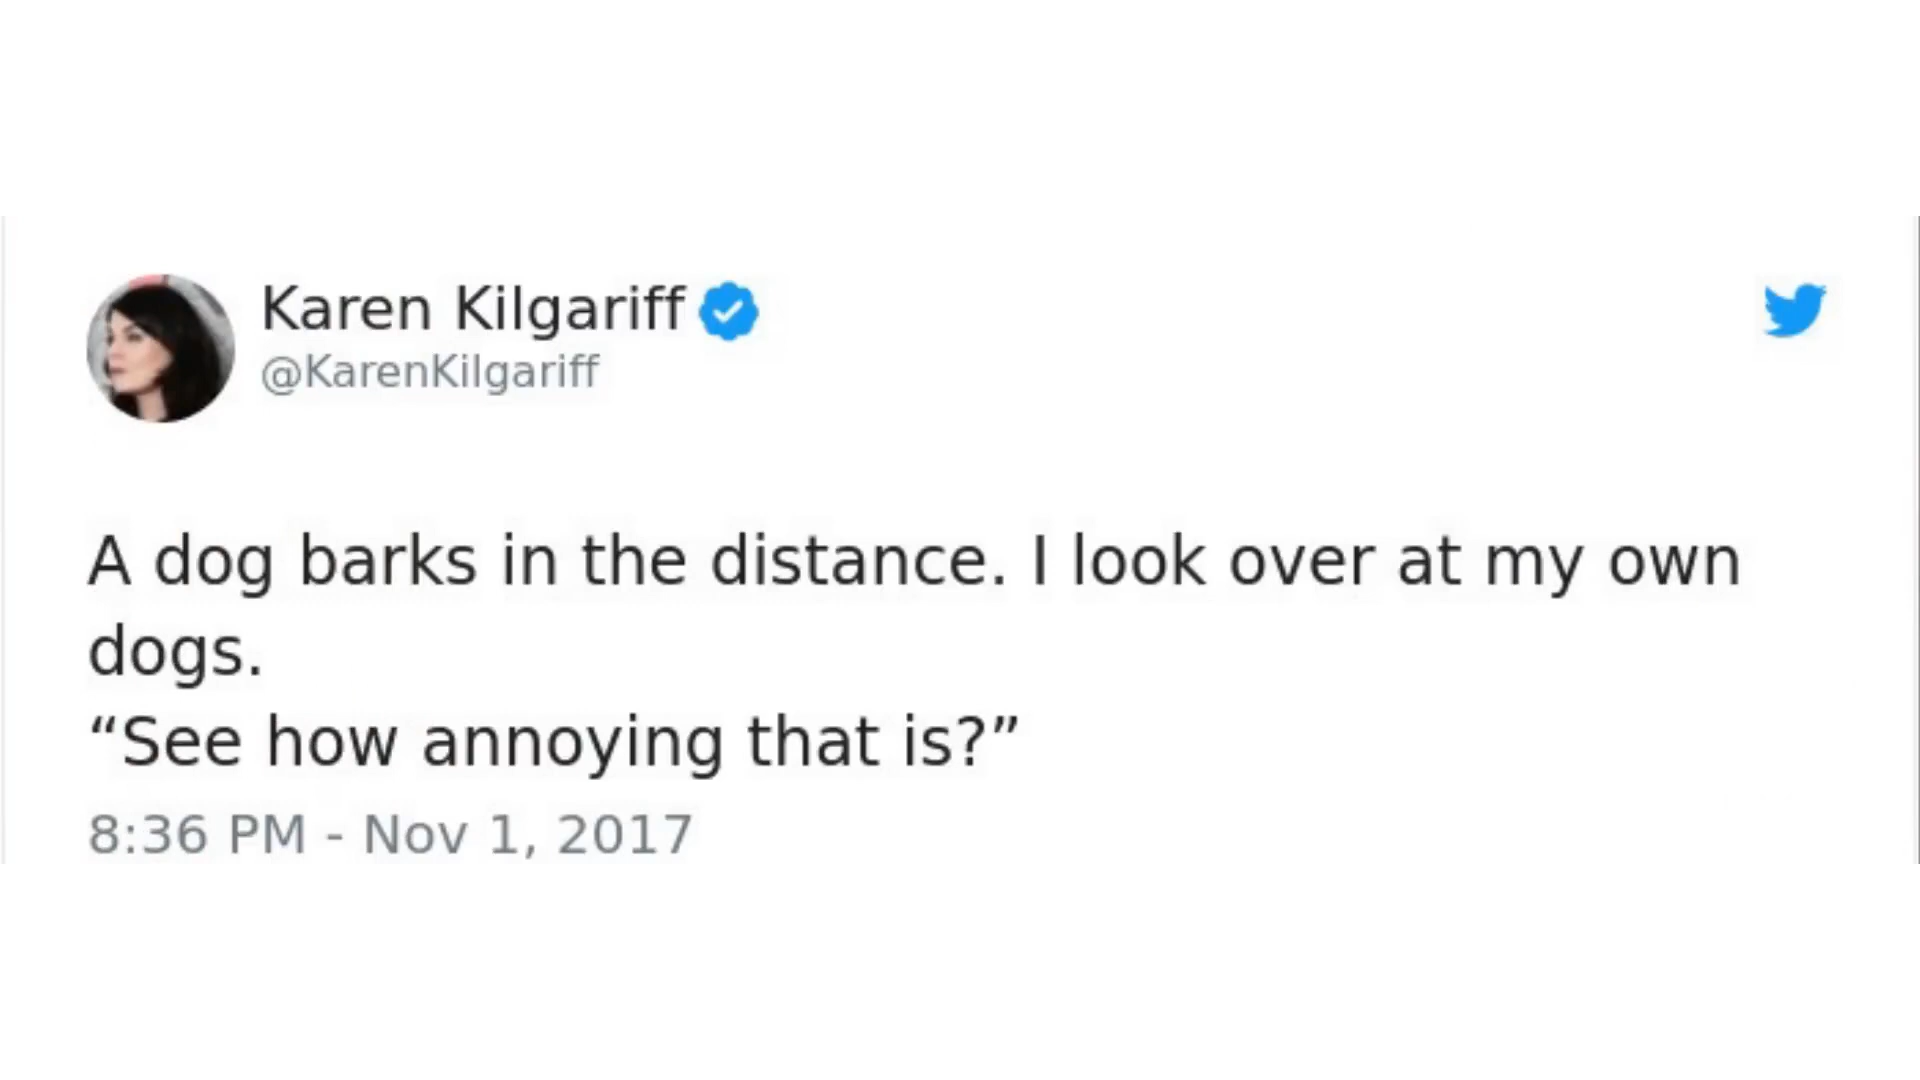 Karen Kilgariff
@KarenKilgariff
A dog barks in the distance. I look over at my own
dogs.
“See how annoying that is?”
8:36 PM - Nov 1, 2017